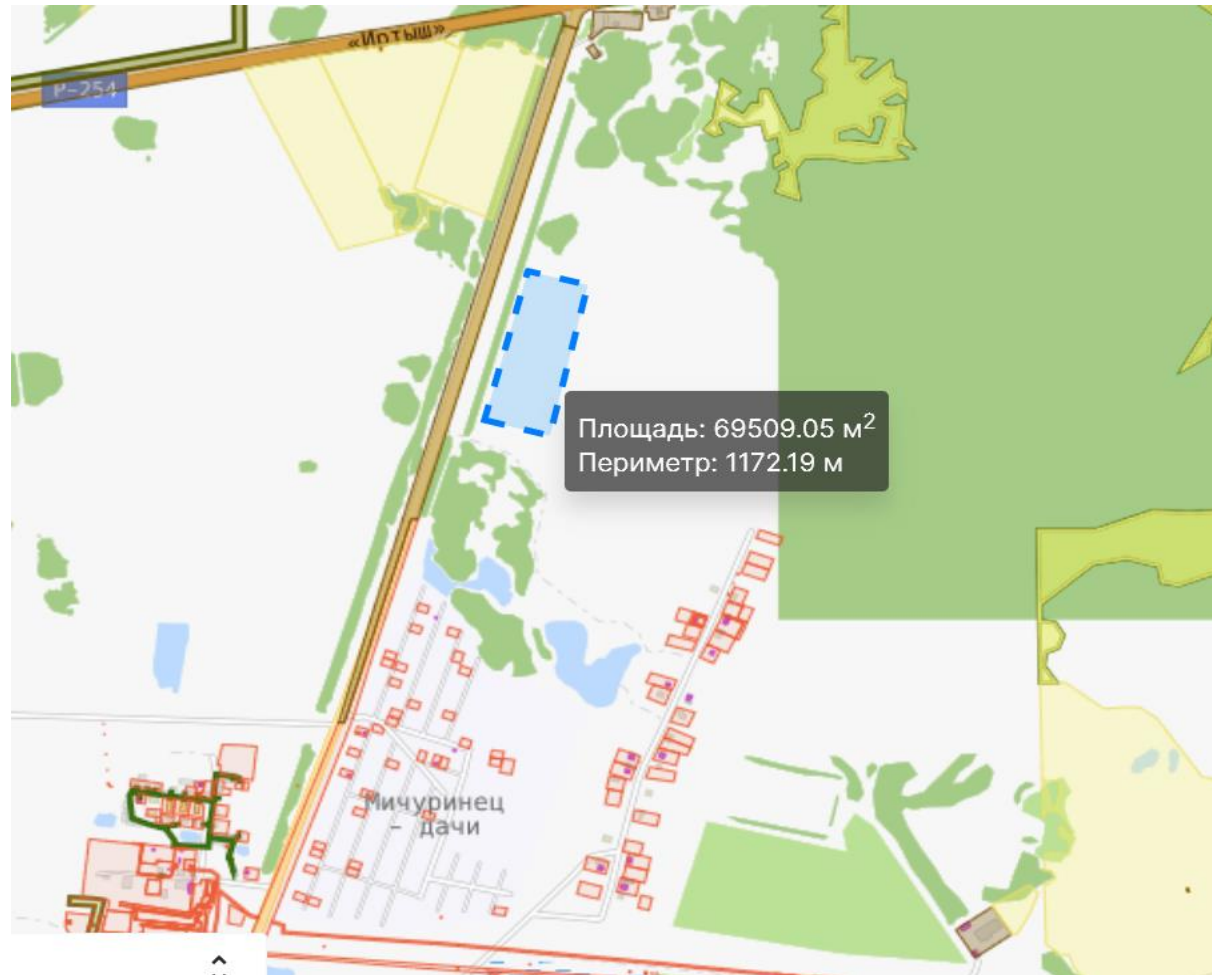 «Иртыш»
Р-254
Площадь: 69509.05 м²
Периметр: 1172.19 м
Мичуринец
- дачи